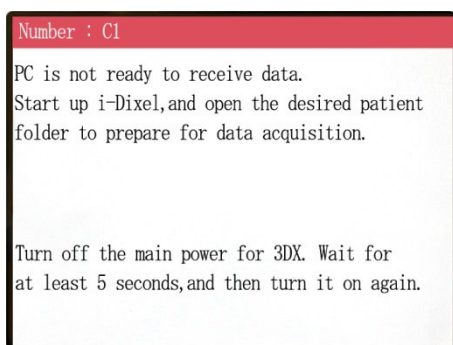 Number : C1
PC is not ready to receive data.
Start up i-Dixel,and open the desired patient
folder to prepare for data acquisition.
Turn off the main power for 3DX. Wait for
at least 5 seconds,and then turn it on again.